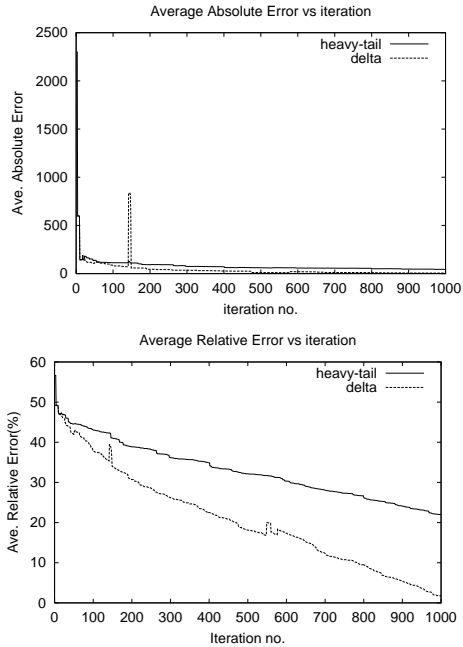 Average Absolute Error vs iteration
heavy-tail
delta
Ave. Absolute Error
2500
2000
1500
1000
500
0
0 100 200 300 400 500 600 700 800 900 1000
iteration no.
Average Relative Error vs iteration
heavy-tail
delta
Ave. Relative Error(%)
60
50
40
30
20
10
0
0 100 200 300 400 500 600 700 800 900 1000
Iteration no.